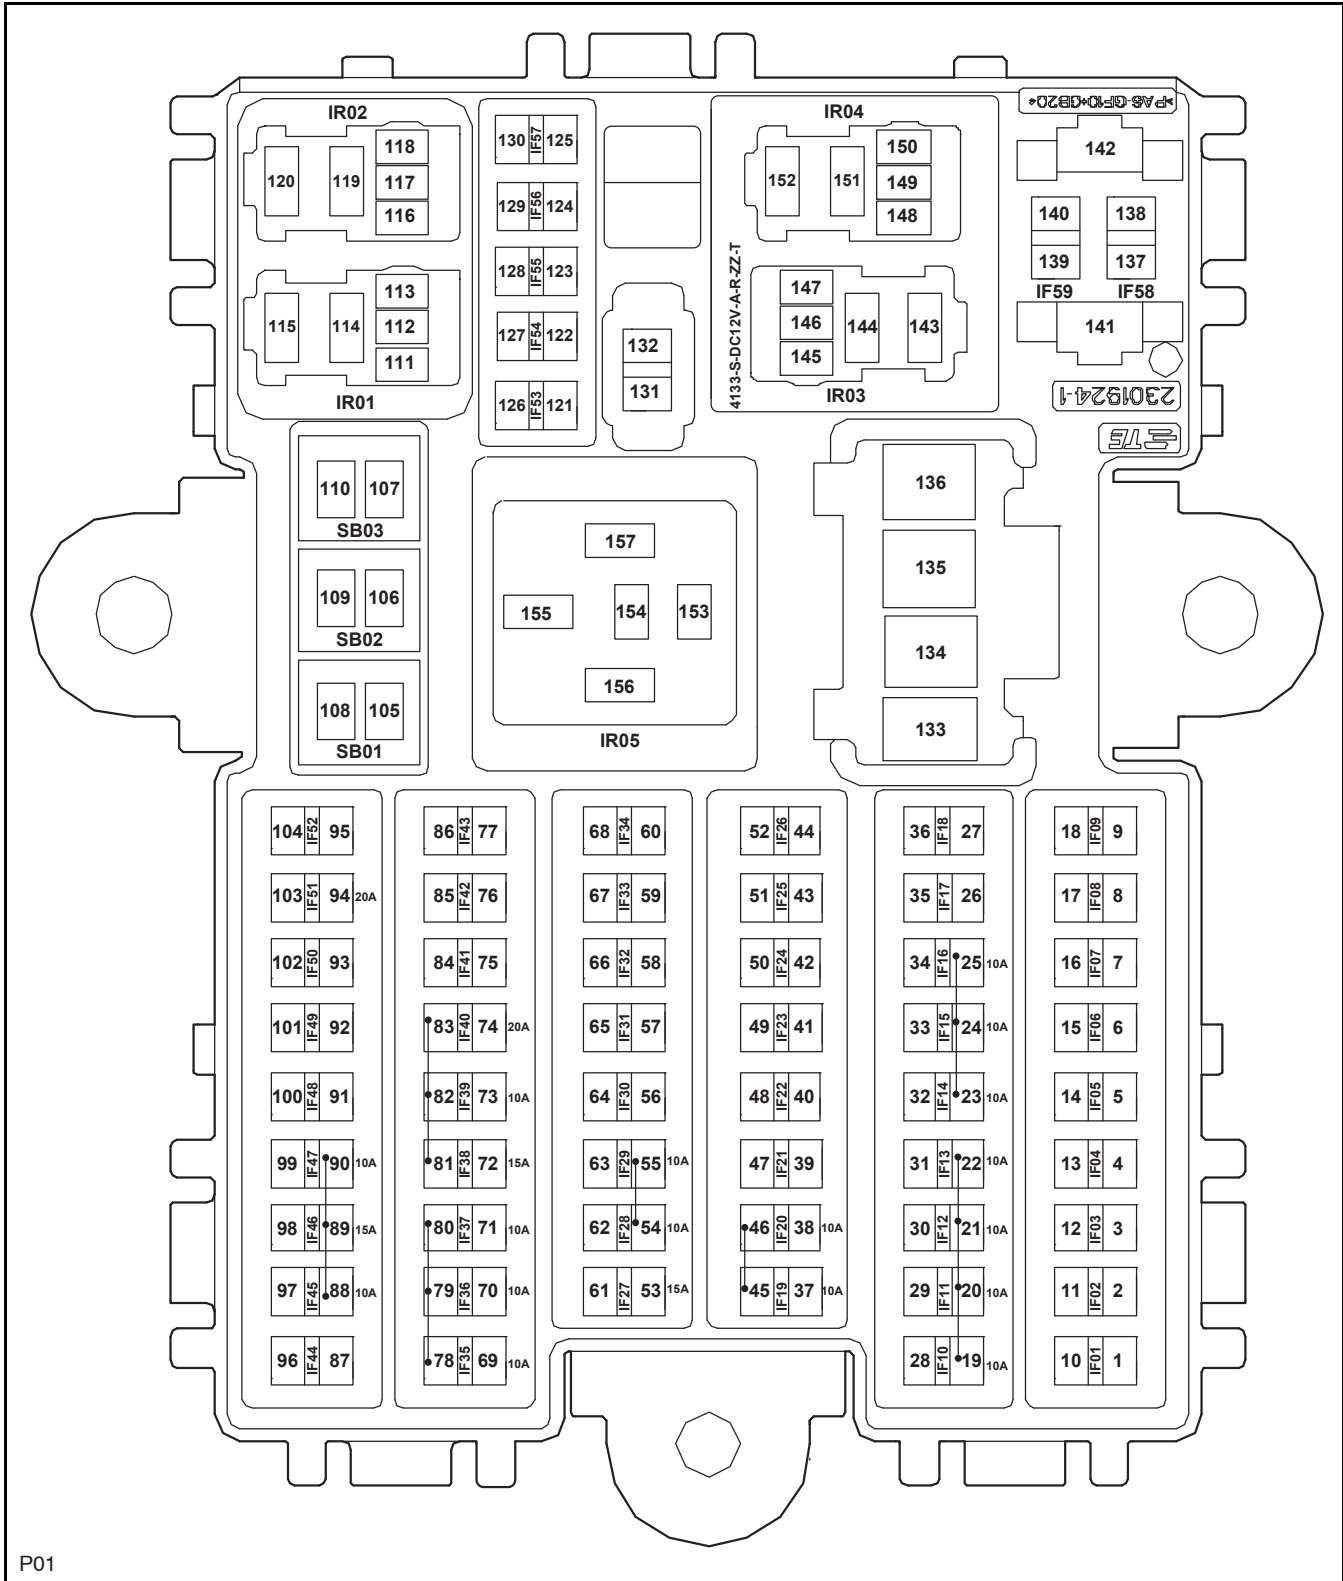 IR02
118
117
116
120
119
113
112
111
115
114
IR01
130 IF57 125
129 IF56 124
128 IF55 123
127 IF54 122
126 IF53 121
132
131
IR04
150
149
148
152
151
147
146
145
144
143
IR03
4133-S-DC12V-A-R-ZZ-T
>PA6-GF10+GB20<
142
140
139
IF59
138
137
IF58
141
2301924-1
TE
110 107
SB03
109 106
SB02
108 105
SB01
157
155
154
153
156
IR05
136
135
134
133
104 IF52 95
103 IF51 94 20A
102 IF50 93
101 IF49 92
100 IF48 91
99 IF47 90 10A
98 IF46 89 15A
97 IF45 88 10A
96 IF44 87
86 IF43 77
85 IF42 76
84 IF41 75
83 IF40 74 20A
82 IF39 73 10A
81 IF38 72 15A
80 IF37 71 10A
79 IF36 70 10A
78 IF35 69 10A
68 IF34 60
67 IF33 59
66 IF32 58
65 IF31 57
64 IF30 56
63 IF29 55 10A
62 IF28 54 10A
61 IF27 53 15A
52 IF26 44
51 IF25 43
50 IF24 42
49 IF23 41
48 IF22 40
47 IF21 39
46 IF20 38 10A
45 IF19 37 10A
36 IF18 27
35 IF17 26
34 IF16 25 10A
33 IF15 24 10A
32 IF14 23 10A
31 IF13 22 10A
30 IF12 21 10A
29 IF11 20 10A
28 IF10 19 10A
18 IF09 9
17 IF08 8
16 IF07 7
15 IF06 6
14 IF05 5
13 IF04 4
12 IF03 3
11 IF02 2
10 IF01 1
P01